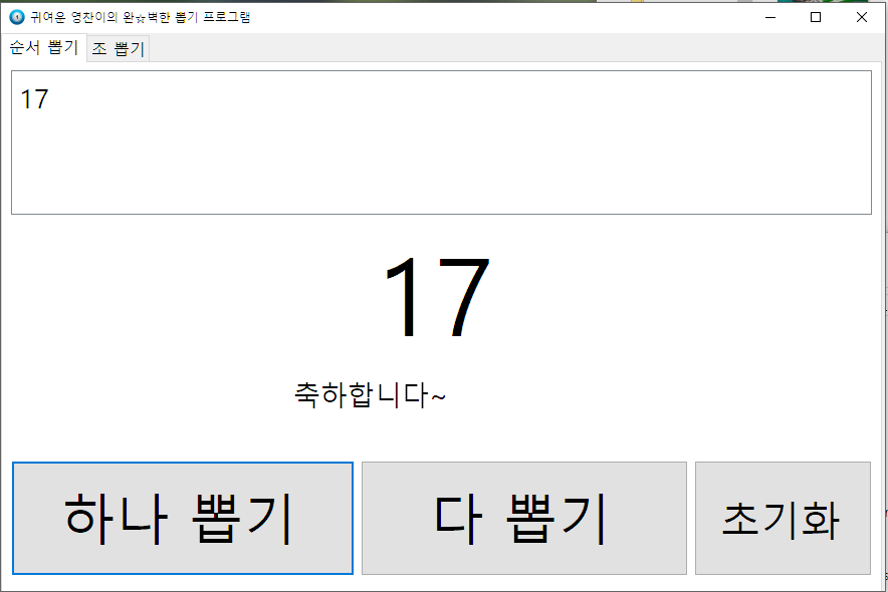 귀여운 영찬이의 완☆벽한 뽑기 프로그램
순서 뽑기 조 뽑기
17
17
축하합니다~
하나 뽑기 다 뽑기 초기화